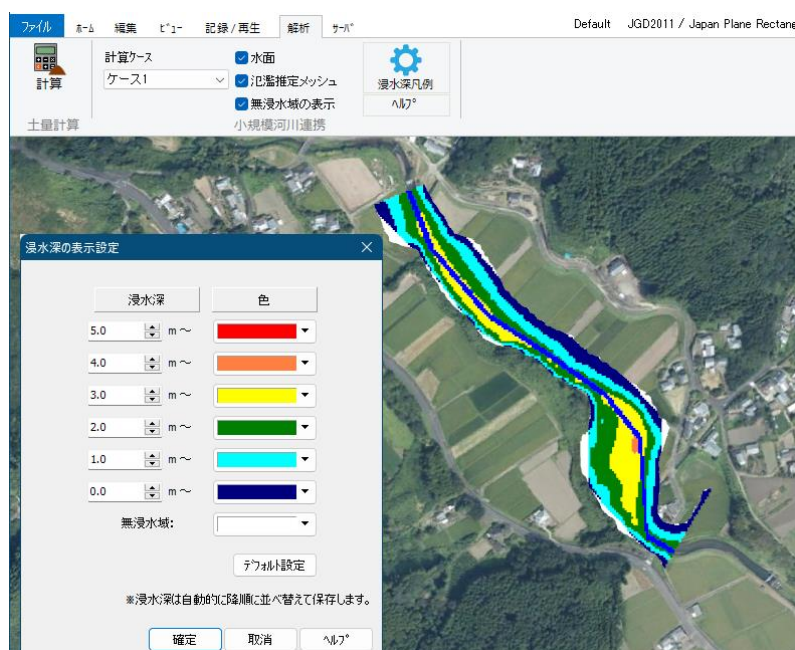 ファイル ホーム 編集 ビュー 記録/再生 解析 サーバ Default JGD2011 / Japan Plane Rectang
計算
土量計算
計算ケース
ケース1
水面
氾濫推定メッシュ
無浸水域の表示
小規模河川連携
浸水深凡例
ヘルプ
浸水深の表示設定
浸水深 色
5.0 m～
4.0 m～
3.0 m～
2.0 m～
1.0 m～
0.0 m～
無浸水域:
デフォルト設定
※浸水深は自動的に降順に並べ替えて保存します。
確定 取消 ヘルプ